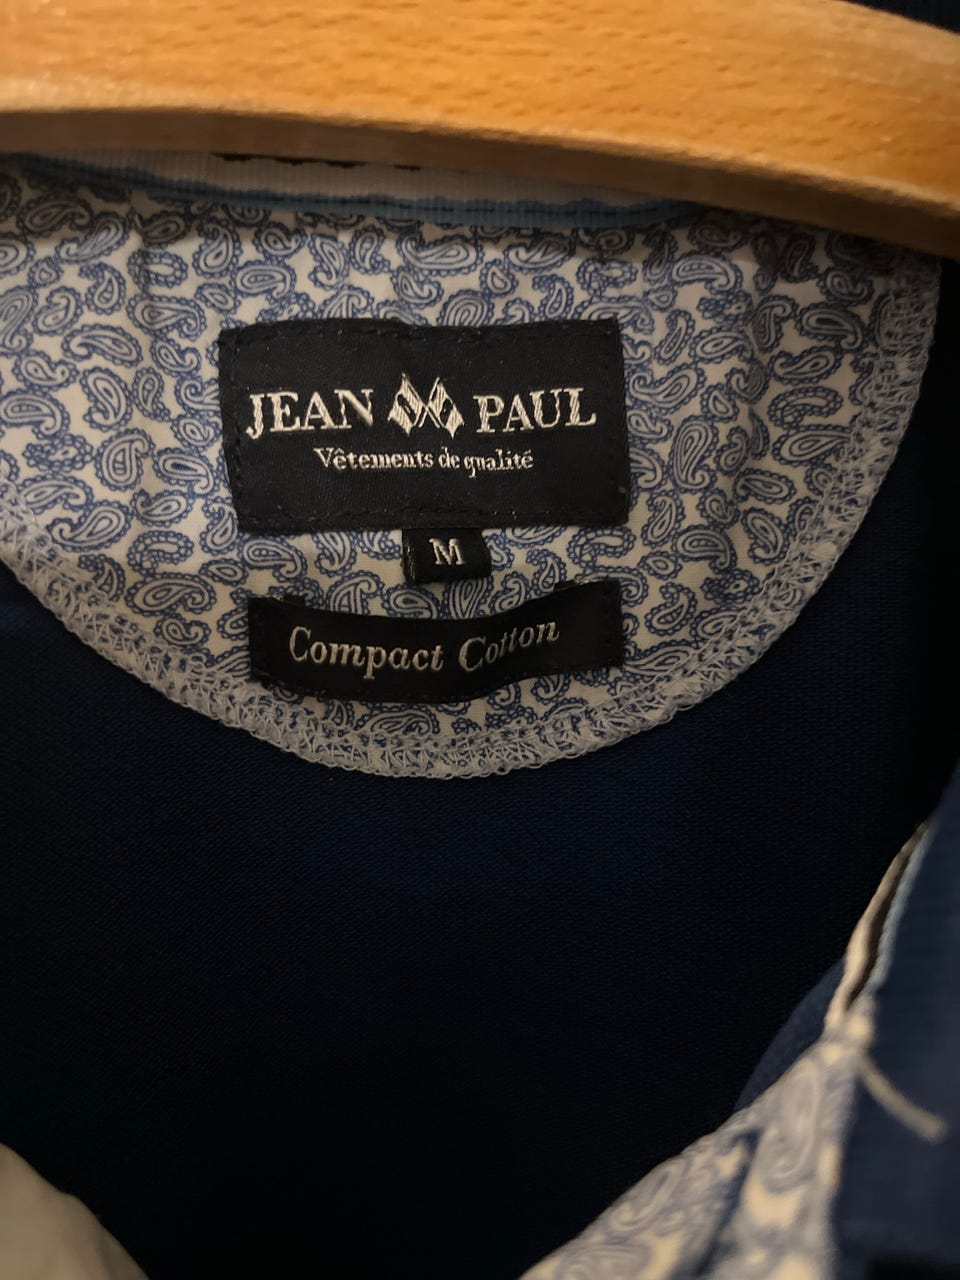 JEAN PAUL
Vêtements de qualité
M
Compact Cotton